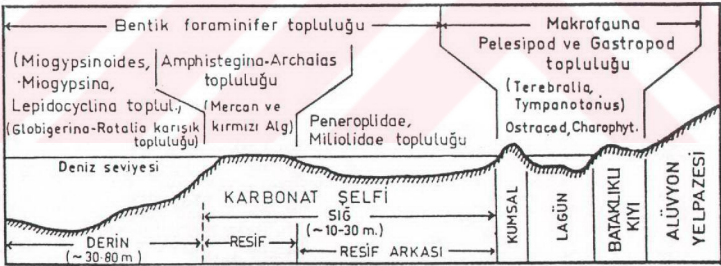 Bentik foraminifer topluluğu
Makrofauna
Pelesipod ve Gastropod
topluluğu
(Miogypsinoides,
Miogypsina,
Lepidocyclina toplul.,
(Globigerina-Rotalia karışık
topluluğu)
Amphistegina-Archaias
topluluğu
(Mercan ve
kırmızı Alg)
Peneroplidae,
Miliolidae topluluğu
(Terebralia,
Tympanotonus)
Ostracod, Charophyt.
Deniz seviyesi
KARBONAT ŞELFİ
SIĞ
(~10-30 m.)
DERİN
(~30-80 m.)
RESİF
RESİF ARKASI
KUMSAL
LAGÜN
BATAKLIKLI
KIYI
ALÜVYON
YELPAZESİ